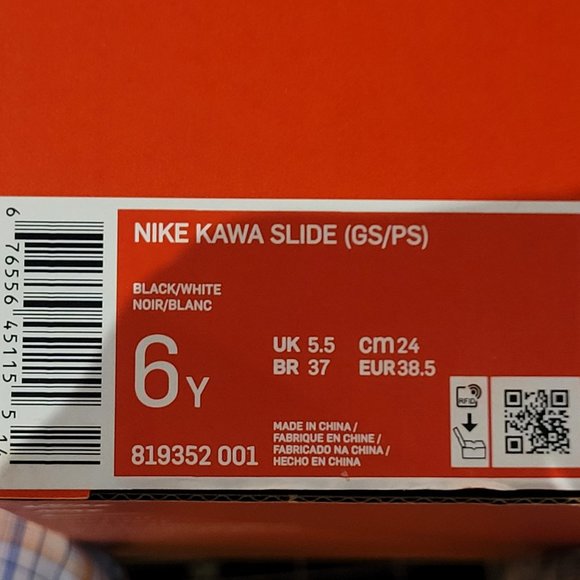 NIKE KAWA SLIDE (GS/PS)
BLACK/WHITE
NOIR/BLANC
6Y
UK 5.5 CM 24
BR 37 EUR 38.5
819352 001
MADE IN CHINA /
FABRIQUE EN CHINE /
FABRICADO NA CHINA /
HECHO EN CHINA
RFID
6 76556 45115 5